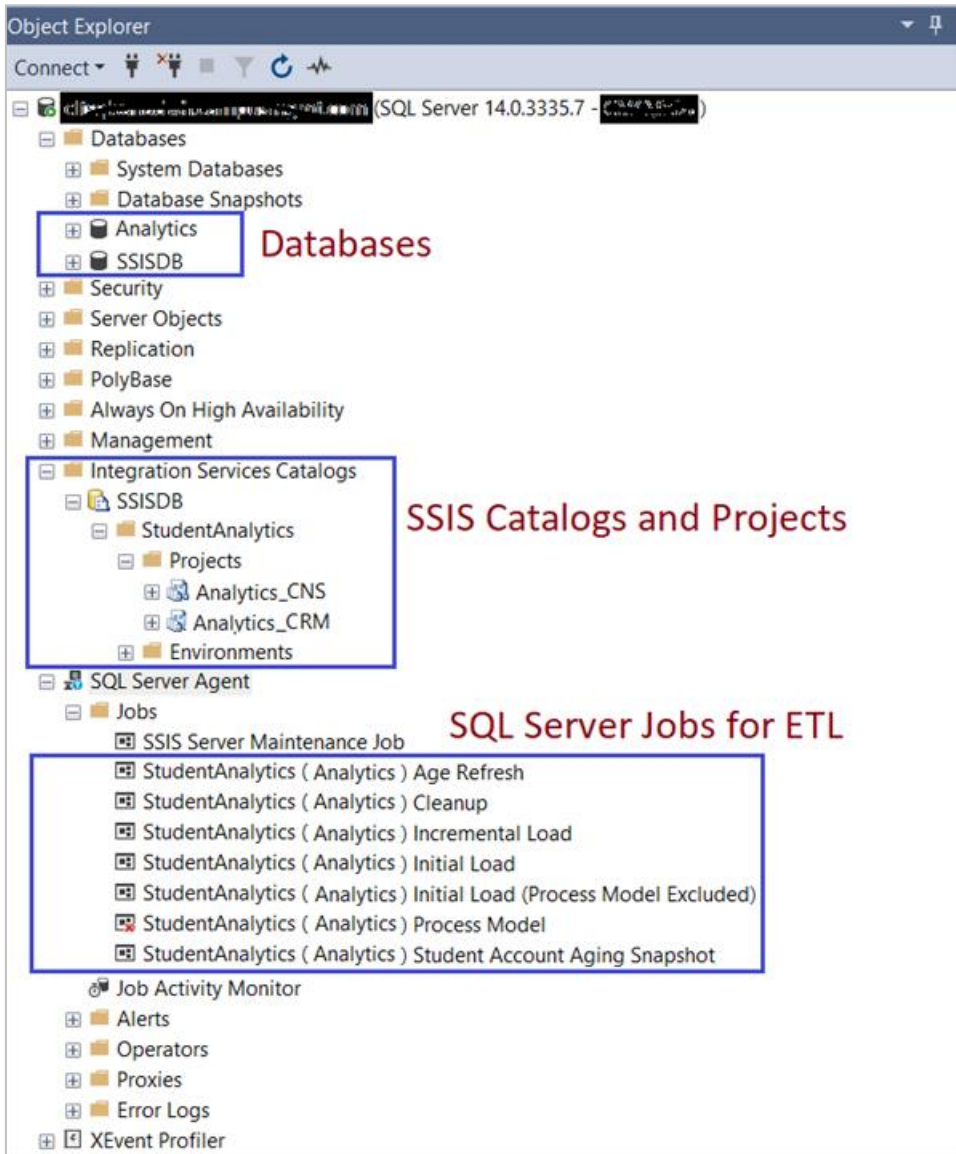 Object Explorer
Connect
(SQL Server 14.0.3335.7 - )
Databases
System Databases
Database Snapshots
Analytics
SSISDB
Databases
Security
Server Objects
Replication
PolyBase
Always On High Availability
Management
Integration Services Catalogs
SSISDB
StudentAnalytics
Projects
Analytics_CNS
Analytics_CRM
Environments
SSIS Catalogs and Projects
SQL Server Agent
Jobs
SQL Server Jobs for ETL
SSIS Server Maintenance Job
StudentAnalytics ( Analytics ) Age Refresh
StudentAnalytics ( Analytics ) Cleanup
StudentAnalytics ( Analytics ) Incremental Load
StudentAnalytics ( Analytics ) Initial Load
StudentAnalytics ( Analytics ) Initial Load (Process Model Excluded)
StudentAnalytics ( Analytics ) Process Model
StudentAnalytics ( Analytics ) Student Account Aging Snapshot
Job Activity Monitor
Alerts
Operators
Proxies
Error Logs
XEvent Profiler